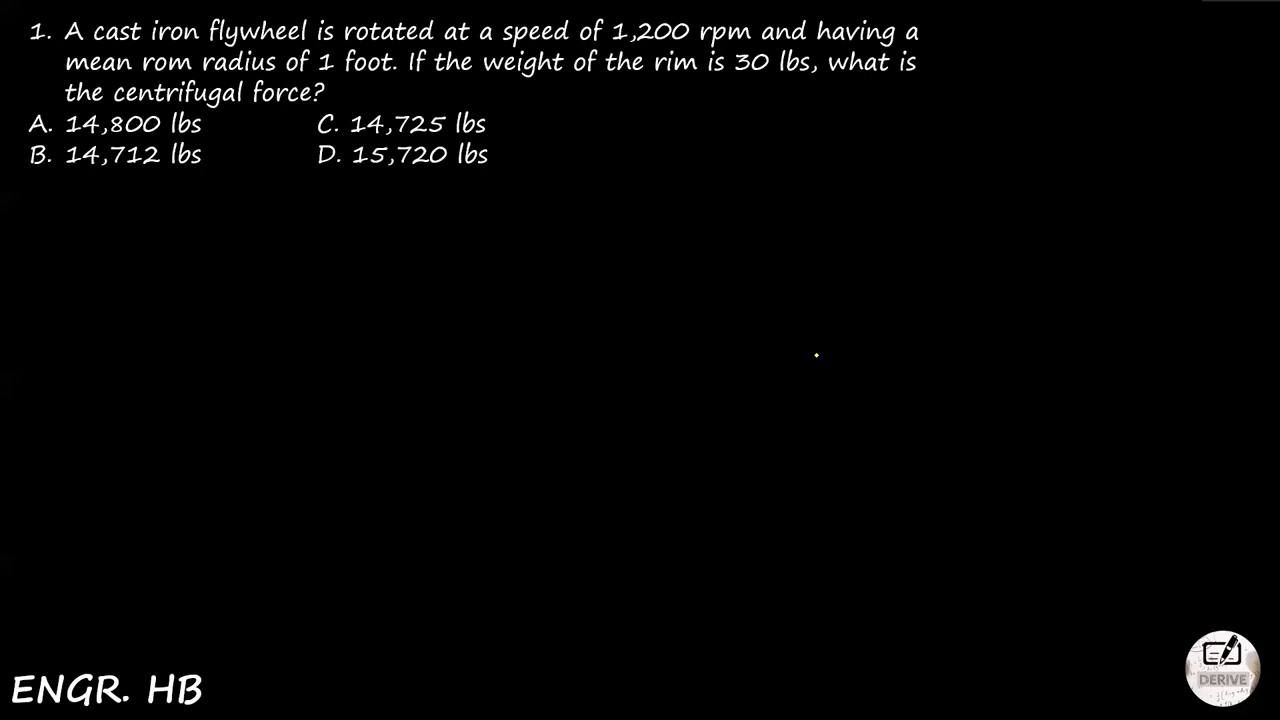 1. A cast iron flywheel is rotated at a speed of 1,200 rpm and having a
mean rom radius of 1 foot. If the weight of the rim is 30 lbs, what is
the centrifugal force?
A. 14,800 lbs C. 14,725 lbs
B. 14,712 lbs D. 15,720 lbs
ENGR. HB
DERIVE